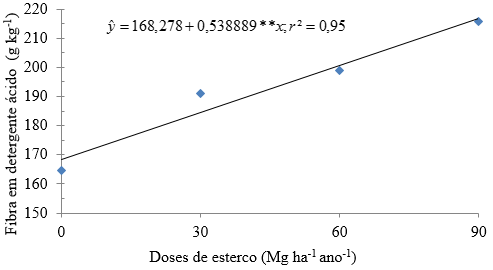 ŷ = 168,278 + 0,538889 **x; r² = 0,95
Fibra em detergente ácido (g kg⁻¹)
220
210
200
190
180
170
160
150
0 30 60 90
Doses de esterco (Mg ha⁻¹ ano⁻¹)